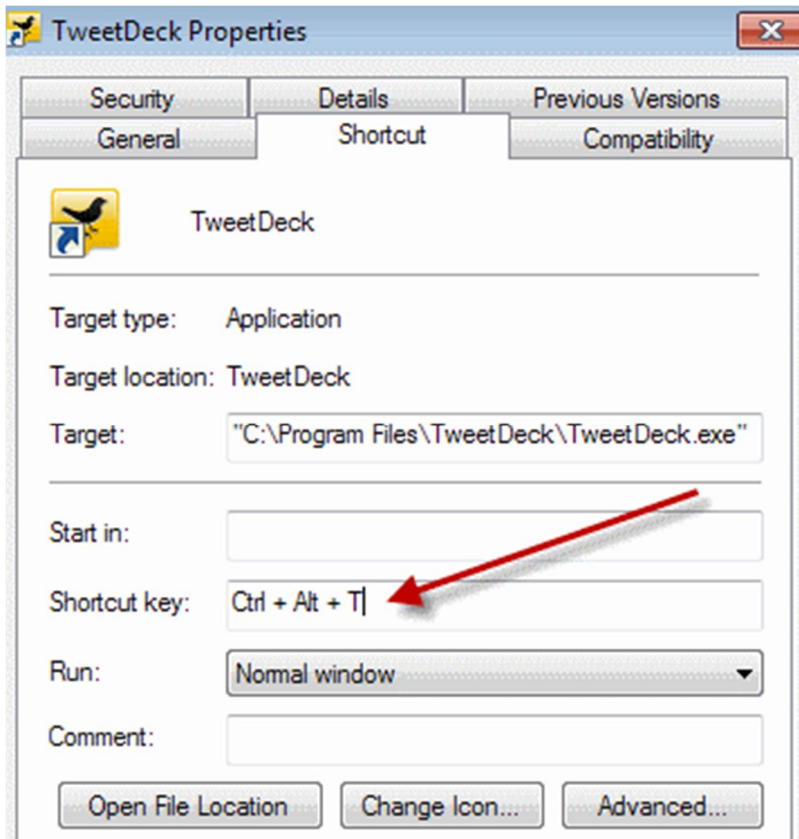 TweetDeck Properties
Security Details Previous Versions
General Shortcut Compatibility
TweetDeck
Target type: Application
Target location: TweetDeck
Target: "C:\Program Files\TweetDeck\TweetDeck.exe"
Start in:
Shortcut key: Ctrl + Alt + T
Run: Normal window
Comment:
Open File Location Change Icon... Advanced...